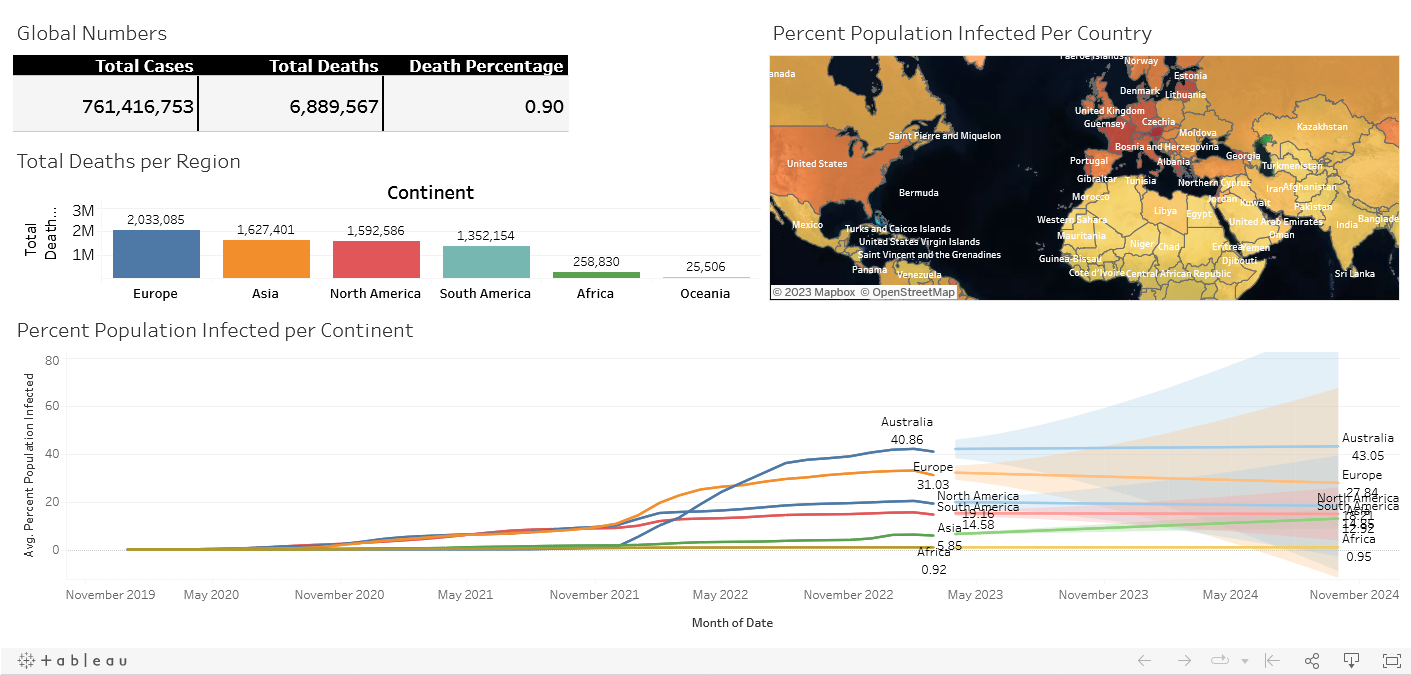 Global Numbers
Total Cases Total Deaths Death Percentage
761,416,753 6,889,567 0.90
Total Deaths per Region
Continent
Total Death...
3M
2M
1M
2,033,085
1,627,401
1,592,586
1,352,154
258,830
25,506
Europe Asia North America South America Africa Oceania
Percent Population Infected Per Country
anada
Faeroe Islands
Norway
Estonia
Denmark
Lithuania
United Kingdom
Guernsey
Czechia
Moldova
Kazakhstan
Saint Pierre and Miquelon
Bosnia and Herzegovina
United States
Portugal
Albania
Georgia
Turkmenistan
Gibraltar
Tunisia
Northern Cyprus
Iran
Afghanistan
Bermuda
Morocco
Jordan
Kuwait
Pakistan
Western Sahara
Libya
Egypt
United Arab Emirates
India
Banglade
Mexico
Turks and Caicos Islands
Mauritania
Oman
United States Virgin Islands
Niger
Chad
Eritrea
Yemen
Saint Vincent and the Grenadines
Guinea-Bissau
Djibouti
Panama
Venezuela
Cote d'Ivoire
Central African Republic
Sri Lanka
© 2023 Mapbox © OpenStreetMap
Percent Population Infected per Continent
Avg. Percent Population Infected
80
60
40
20
0
Australia
40.86
Europe
31.03
North America
19.16
South America
14.58
Asia
5.85
Africa
0.92
Australia
43.05
Europe
27.84
North America
South America
14.85
12.92
Africa
0.95
November 2019 May 2020 November 2020 May 2021 November 2021 May 2022 November 2022 May 2023 November 2023 May 2024 November 2024
Month of Date
+ a b l e a u